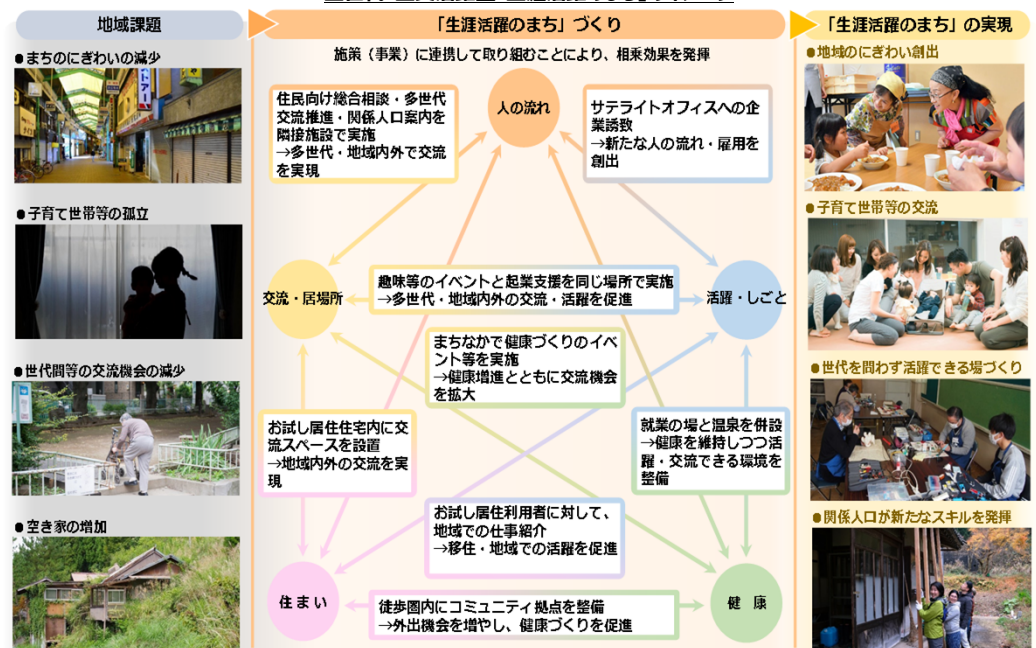 地域課題
「生涯活躍のまち」づくり
「生涯活躍のまち」の実現
●まちのにぎわいの減少
●子育て世帯等の孤立
●世代間等の交流機会の減少
●空き家の増加
施策(事業)に連携して取り組むことにより、相乗効果を発揮
人の流れ
住民向け総合相談・多世代
交流推進・関係人口案内を
隣接施設で実施
→多世代・地域内外で交流
を実現
サテライトオフィスへの企
業誘致
→新たな人の流れ・雇用を
創出
交流・居場所
趣味等のイベントと起業支援を同じ場所で実施
→多世代・地域内外の交流・活躍を促進
活躍・しごと
まちなかで健康づくりのイベ
ント等を実施
→健康増進とともに交流機会
を拡大
お試し居住住宅内に交
流スペースを設置
→地域内外の交流を実
現
就業の場と温泉を併設
→健康を維持しつつ活
躍・交流できる環境を
整備
お試し居住利用者に対して、
地域での仕事紹介
→移住・地域での活躍を促進
住まい
徒歩圏内にコミュニティ拠点を整備
→外出機会を増やし、健康づくりを促進
健 康
●地域のにぎわい創出
●子育て世帯等の交流
●世代を問わず活躍できる場づくり
●関係人口が新たなスキルを発揮